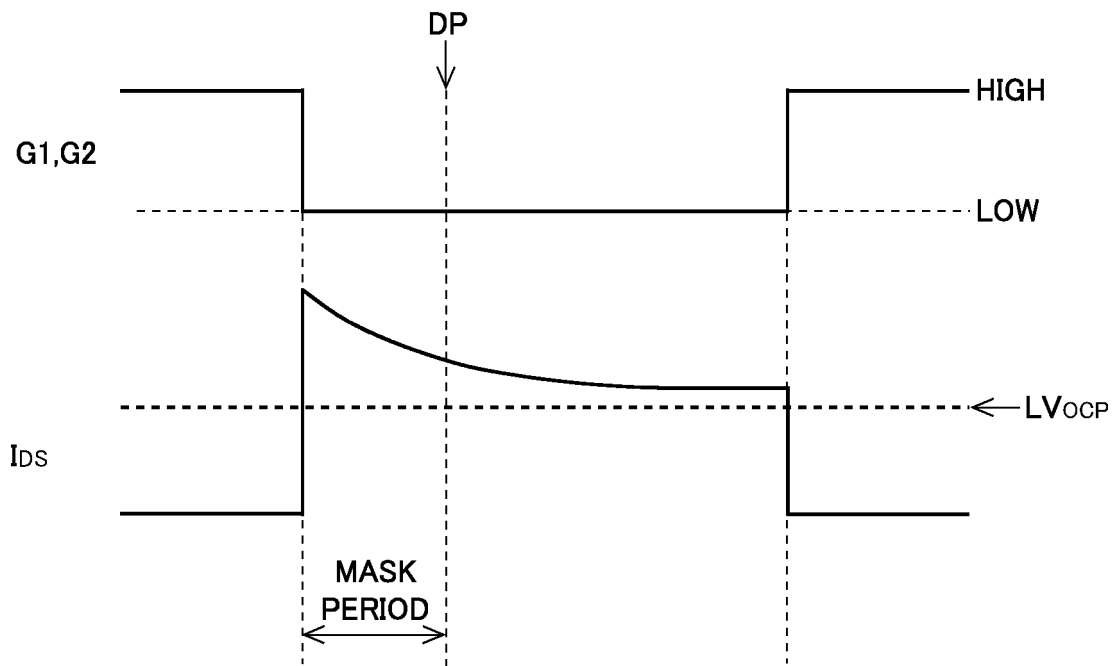 DP
HIGH
G1,G2
LOW
LVOCP
IDS
MASK
PERIOD